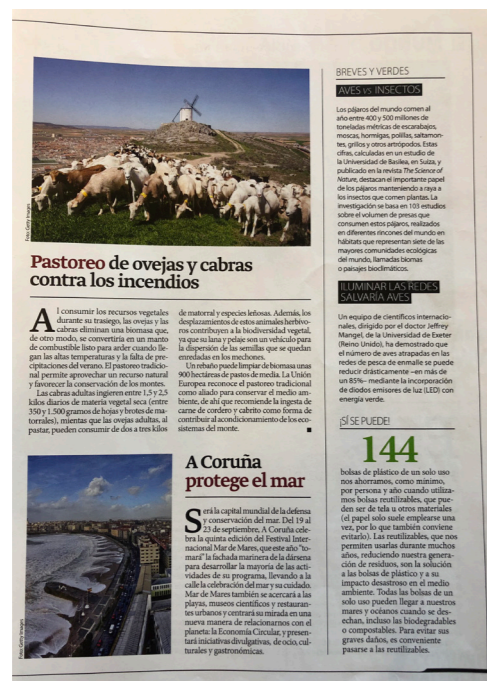 Foto: Getty Images
Pastoreo de ovejas y cabras
contra los incendios
Al consumir los recursos vegetales
durante su trasiego, las ovejas y las
cabras eliminan una biomasa que,
de otro modo, se convertiría en un manto
de combustible listo para arder cuando lle-
gan las altas temperaturas y la falta de pre-
cipitaciones del verano. El pastoreo tradicio-
nal permite aprovechar un recurso natural
y favorecer la conservación de los montes.
Las cabras adultas ingieren entre 1,5 y 2,5
kilos diarios de materia vegetal seca (entre
350 y 1.500 gramos de hojas y brotes de ma-
torrales), mientas que las ovejas adultas, al
pastar, pueden consumir de dos a tres kilos
de matorral y especies leñosas. Además, los
desplazamientos de estos animales herbívo-
ros contribuyen a la biodiversidad vegetal,
ya que su lana y pelaje son un vehículo para
la dispersión de las semillas que se quedan
enredadas en los mechones.
Un rebaño puede limpiar de biomasa unas
900 hectáreas de pastos de media. La Unión
Europea reconoce el pastoreo tradicional
como aliado para conservar el medio am-
biente, de ahí que recomiende la ingesta de
carne de cordero y cabrito como forma de
contribuir al acondicionamiento de los eco-
sistemas del monte.
Foto: Getty Images
A Coruña
protege el mar
Será la capital mundial de la defensa
y conservación del mar. Del 19 al
23 de septiembre, A Coruña cele-
bra la quinta edición del Festival Inter-
nacional Mar de Mares, que este año "to-
mará" la fachada marinera de la dársena
para desarrollar la mayoría de las acti-
vidades de su programa, llevando a la
calle la celebración del mar y su cuidado.
Mar de Mares también se acercará a las
playas, museos científicos y restauran-
tes urbanos y centrará su mirada en una
nueva manera de relacionarnos con el
planeta: la Economía Circular, y presen-
tará iniciativas divulgativas, de ocio, cul-
turales y gastronómicas.
BREVES Y VERDES
AVES VS INSECTOS
Los pájaros del mundo comen al
año entre 400 y 500 millones de
toneladas métricas de escarabajos,
moscas, hormigas, polillas, saltamon-
tes, grillos y otros artrópodos. Estas
cifras, calculadas en un estudio de
la Universidad de Basilea, en Suiza, y
publicado en la revista The Science of
Nature, destacan el importante papel
de los pájaros manteniendo a raya a
los insectos que comen plantas. La
investigación se basa en 103 estudios
sobre el volumen de presas que
consumen estos pájaros, realizados
en diferentes rincones del mundo en
hábitats que representan siete de las
mayores comunidades ecológicas
del mundo, llamadas biomas
o paisajes bioclimáticos.
ILUMINAR LAS REDES
SALVARÍA AVES
Un equipo de científicos internacio-
nales, dirigido por el doctor Jeffrey
Mangel, de la Universidad de Exeter
(Reino Unido), ha demostrado que
el número de aves atrapadas en las
redes de pesca de enmalle se puede
reducir drásticamente –en más de
un 85%– mediante la incorporación
de diodos emisores de luz (LED) con
energía verde.
¡SÍ SE PUEDE!
144
bolsas de plástico de un solo uso
nos ahorramos, como mínimo,
por persona y año cuando utiliza-
mos bolsas reutilizables, que pue-
den ser de tela u otros materiales
(el papel solo suele emplearse una
vez, por lo que también conviene
evitarlo). Las reutilizables, que nos
permiten usarlas durante muchos
años, reduciendo nuestra genera-
ción de residuos, son la solución
a las bolsas de plástico y a su
impacto desastroso en el medio
ambiente. Todas las bolsas de un
solo uso pueden llegar a nuestros
mares y océanos cuando se des-
echan, incluso las biodegradables
o compostables. Para evitar sus
graves daños, es conveniente
pasarse a las reutilizables.